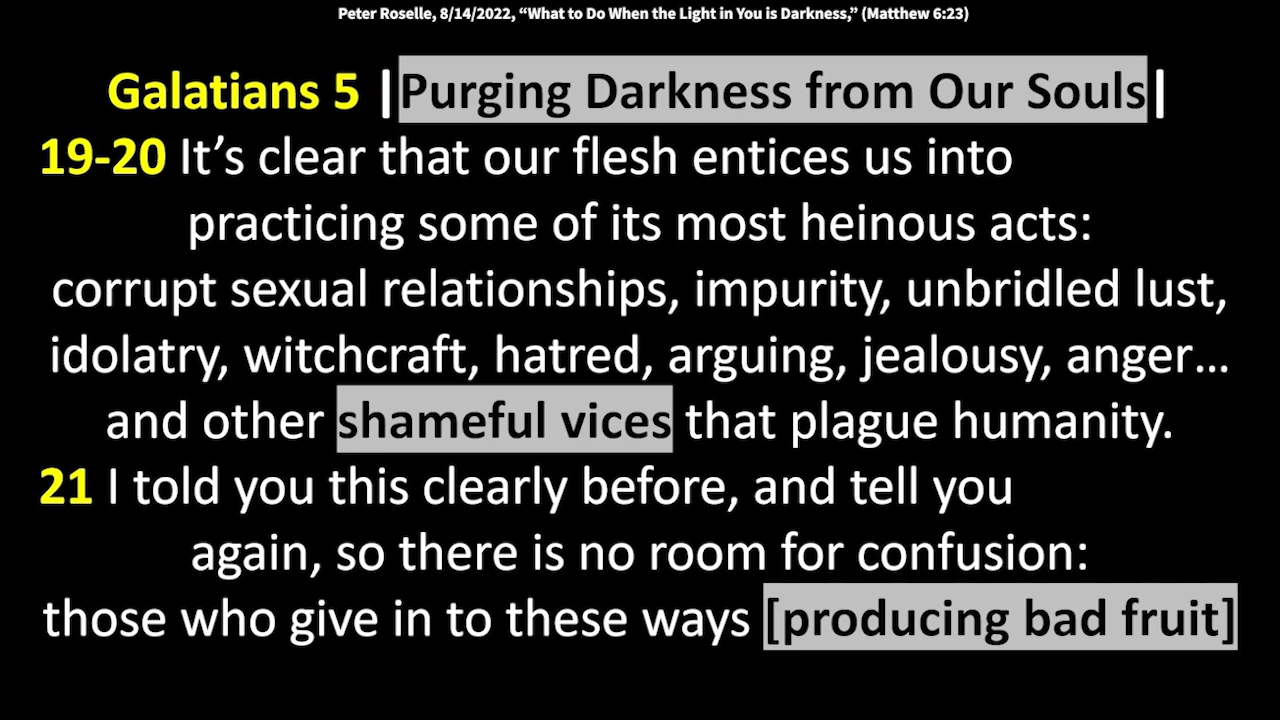 Peter Roselle, 8/14/2022, “What to Do When the Light in You is Darkness,” (Matthew 6:23)
Galatians 5 |Purging Darkness from Our Souls|
19-20 It’s clear that our flesh entices us into
practicing some of its most heinous acts:
corrupt sexual relationships, impurity, unbridled lust,
idolatry, witchcraft, hatred, arguing, jealousy, anger…
and other shameful vices that plague humanity.
21 I told you this clearly before, and tell you
again, so there is no room for confusion:
those who give in to these ways [producing bad fruit]